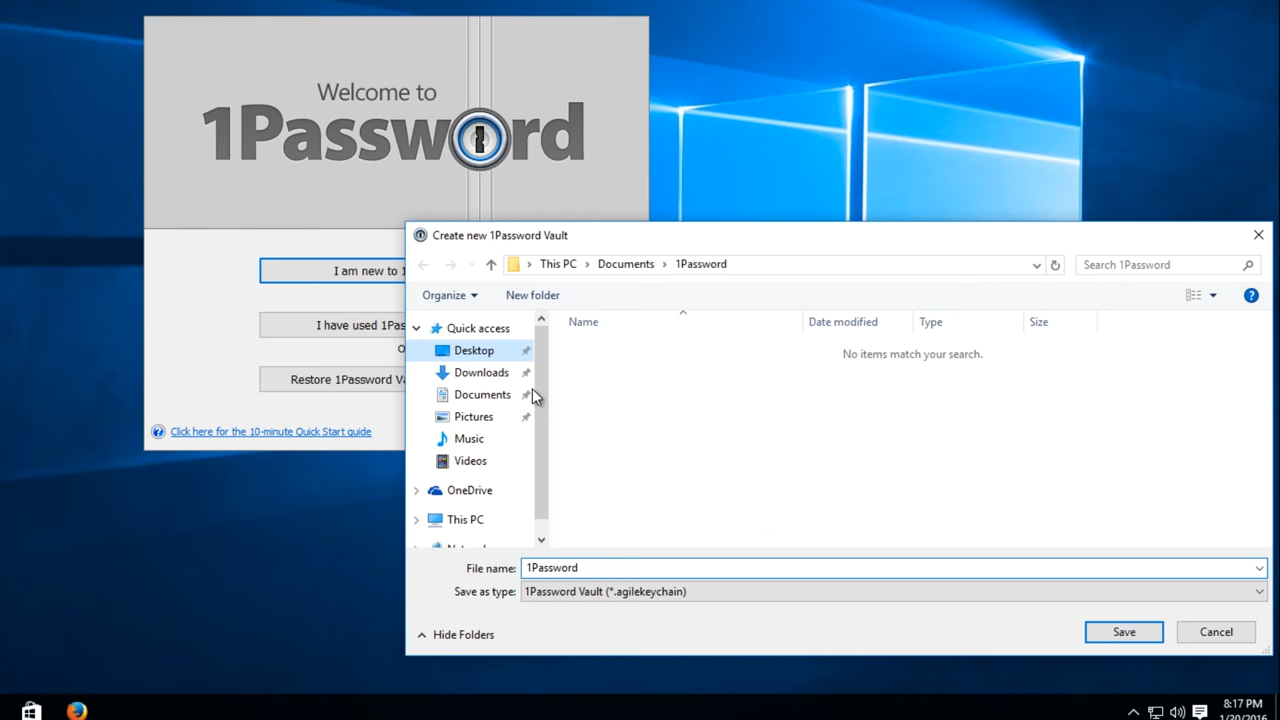 Welcome to
1Password
I am new to 1
I have used 1Pas
O
Restore 1Password Va
Click here for the 10-minute Quick Start guide
Create new 1Password Vault
This PC > Documents > 1Password
Search 1Password
Organize
New folder
Name
Date modified
Type
Size
No items match your search.
Quick access
Desktop
Downloads
Documents
Pictures
Music
Videos
OneDrive
This PC
File name: 1Password
Save as type: 1Password Vault (*.agilekeychain)
Hide Folders
Save
Cancel
8:17 PM
1/20/2016